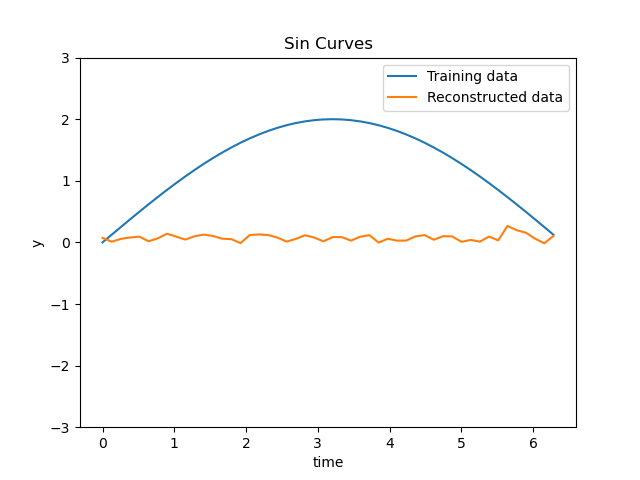 Sin Curves
Training data
Reconstructed data
3
2
1
0
−1
−2
−3
y
0 1 2 3 4 5 6
time